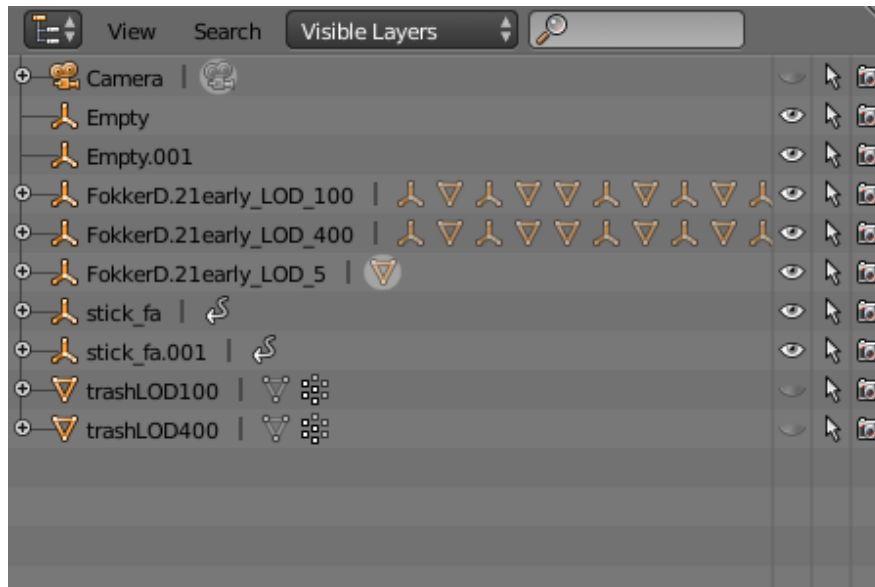 View Search Visible Layers
Camera
Empty
Empty.001
FokkerD.21early_LOD_100
FokkerD.21early_LOD_400
FokkerD.21early_LOD_5
stick_fa
stick_fa.001
trashLOD100
trashLOD400